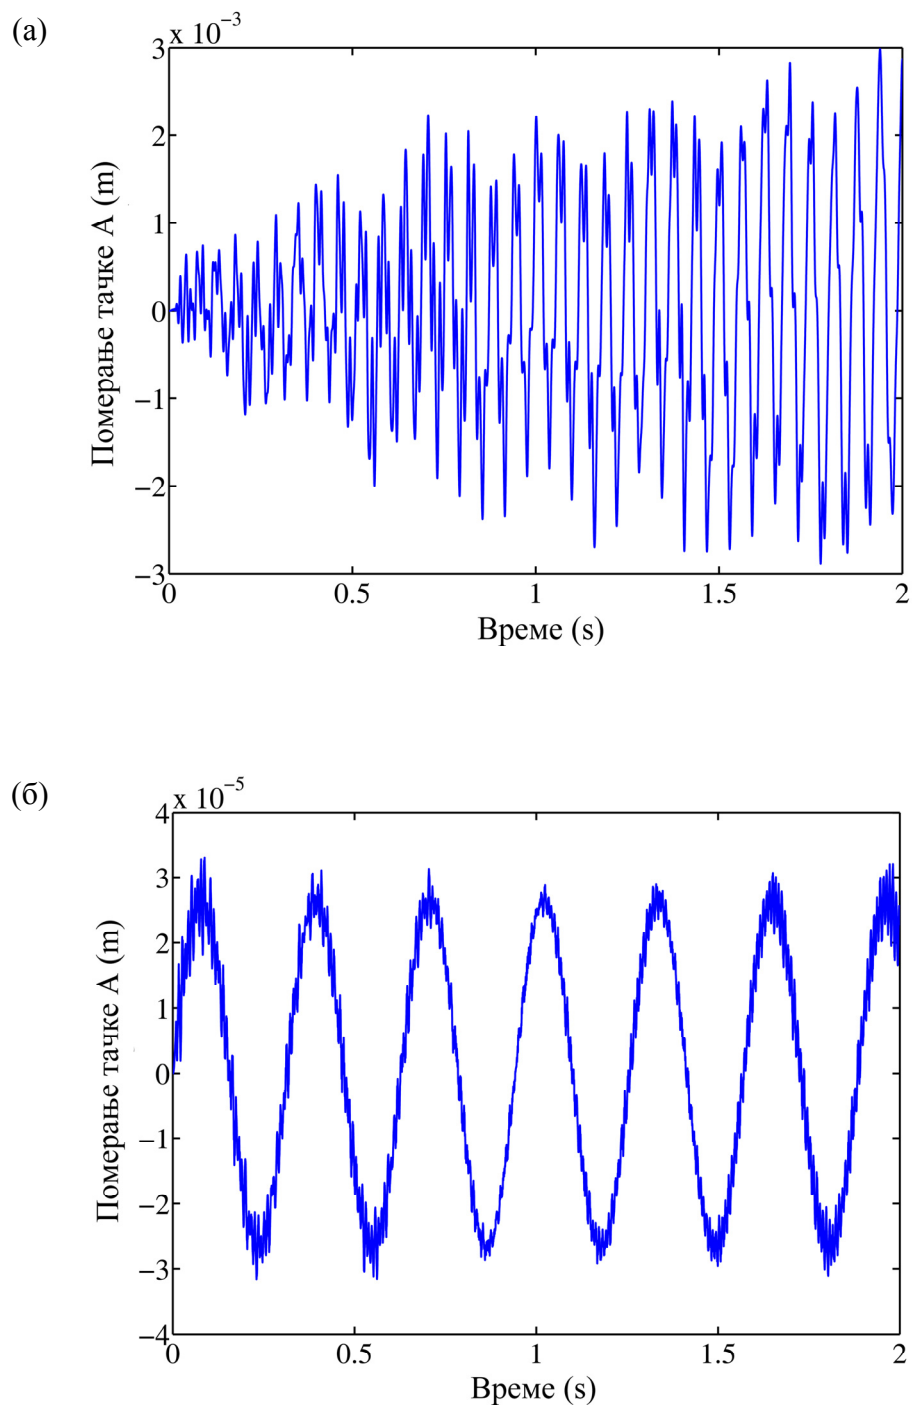 (а)
x 10⁻³
3
2
1
0
−1
−2
−3
Померање тачке A (m)
0 0.5 1 1.5 2
Време (s)
(б)
x 10⁻⁵
4
3
2
1
0
−1
−2
−3
−4
Померање тачке A (m)
0 0.5 1 1.5 2
Време (s)